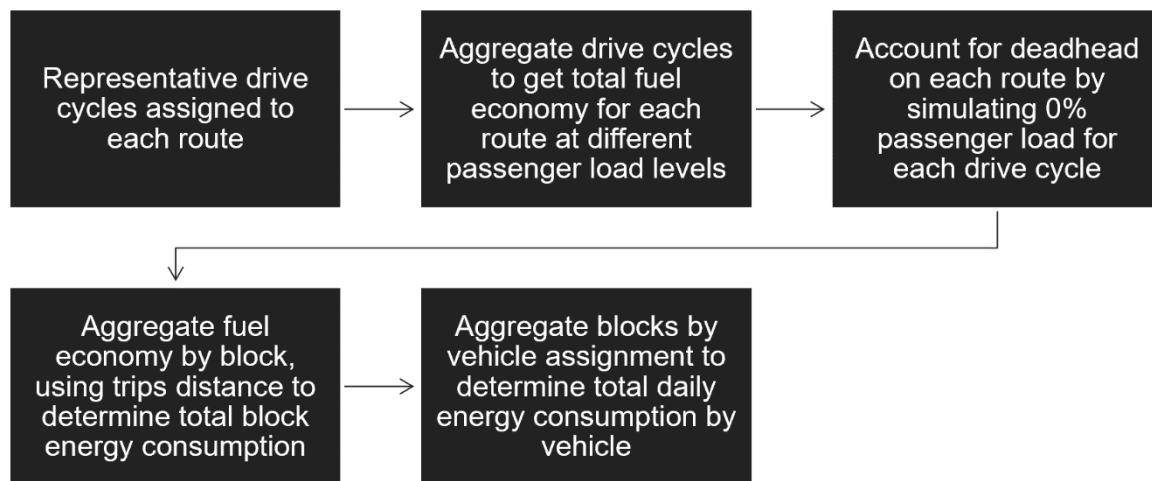 Representative drive
cycles assigned to
each route
Aggregate drive cycles
to get total fuel
economy for each
route at different
passenger load levels
Account for deadhead
on each route by
simulating 0%
passenger load for
each drive cycle
Aggregate fuel
economy by block,
using trips distance to
determine total block
energy consumption
Aggregate blocks by
vehicle assignment to
determine total daily
energy consumption by
vehicle